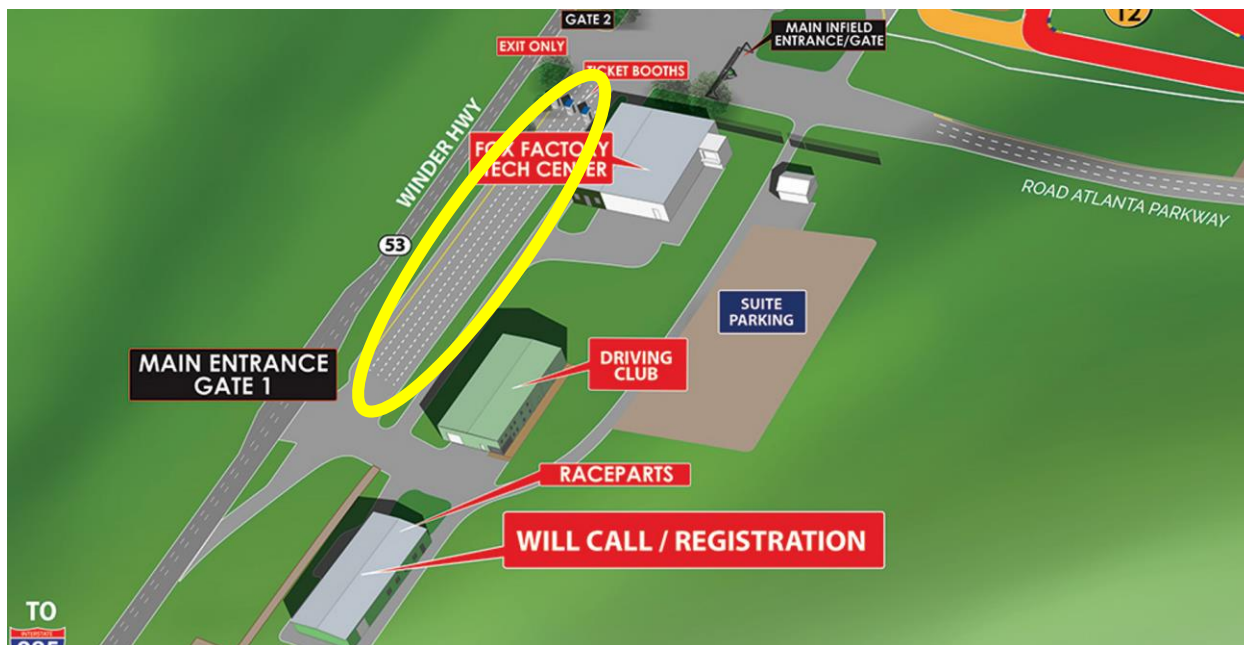 GATE 2
12
EXIT ONLY
MAIN INFIELD
ENTRANCE/GATE
TICKET BOOTHS
WINDER HWY
FOX FACTORY
TECH CENTER
ROAD ATLANTA PARKWAY
53
SUITE
PARKING
MAIN ENTRANCE
GATE 1
DRIVING
CLUB
RACEPARTS
WILL CALL / REGISTRATION
TO
INTERSTATE